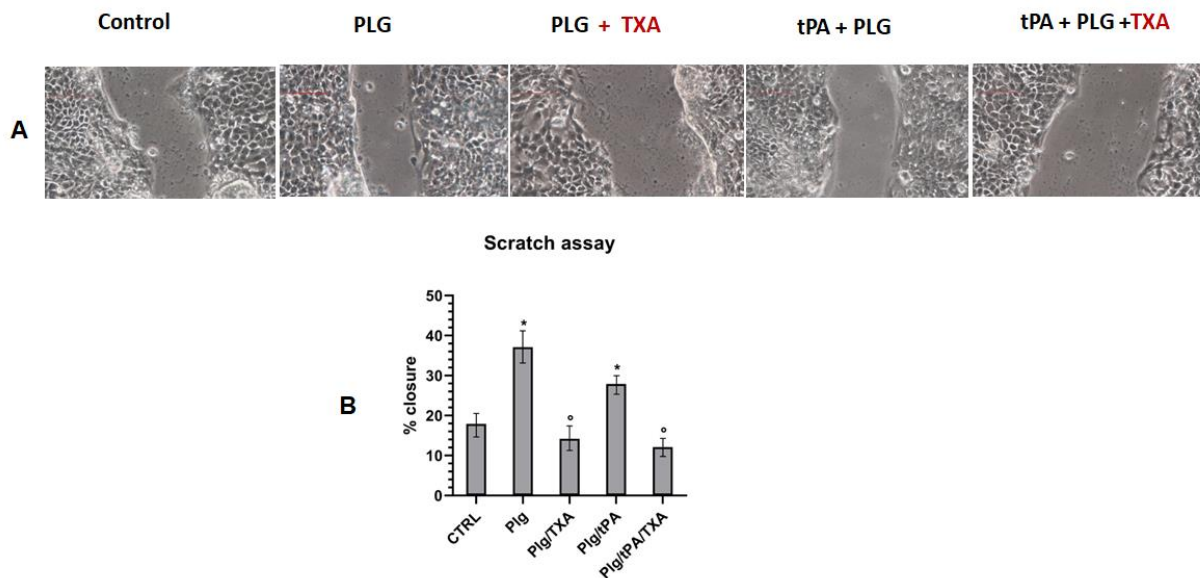 Control PLG PLG + TXA tPA + PLG tPA + PLG +TXA
A
Scratch assay
B
% closure
50
40
30
20
10
0
*
°
*
°
CTRL
Plg
Plg/TXA
Plg/tPA
Plg/tPA/TXA